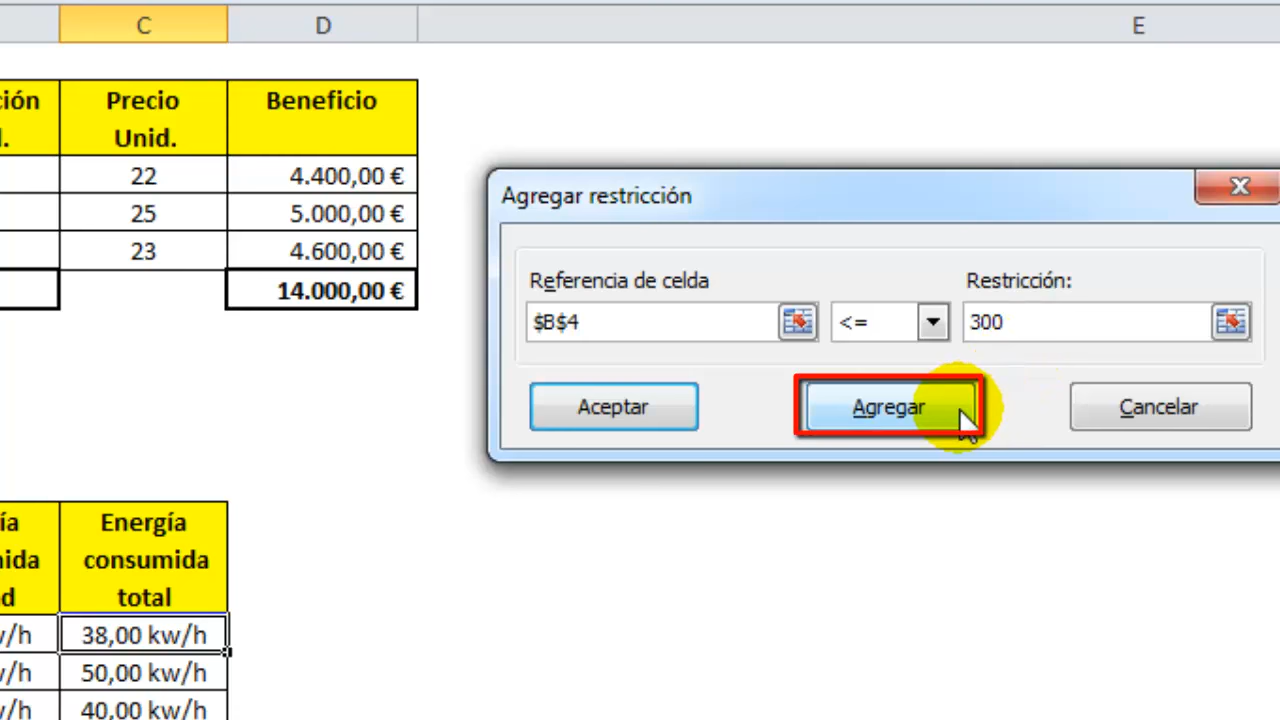 C D E
ción Precio Beneficio
Unid.
22 4.400,00 €
25 5.000,00 €
23 4.600,00 €
14.000,00 €
Agregar restricción
Referencia de celda Restricción:
$B$4 <= 300
Aceptar Agregar Cancelar
ía Energía
nida consumida
d total
w/h 38,00 kw/h
w/h 50,00 kw/h
w/h 40,00 kw/h